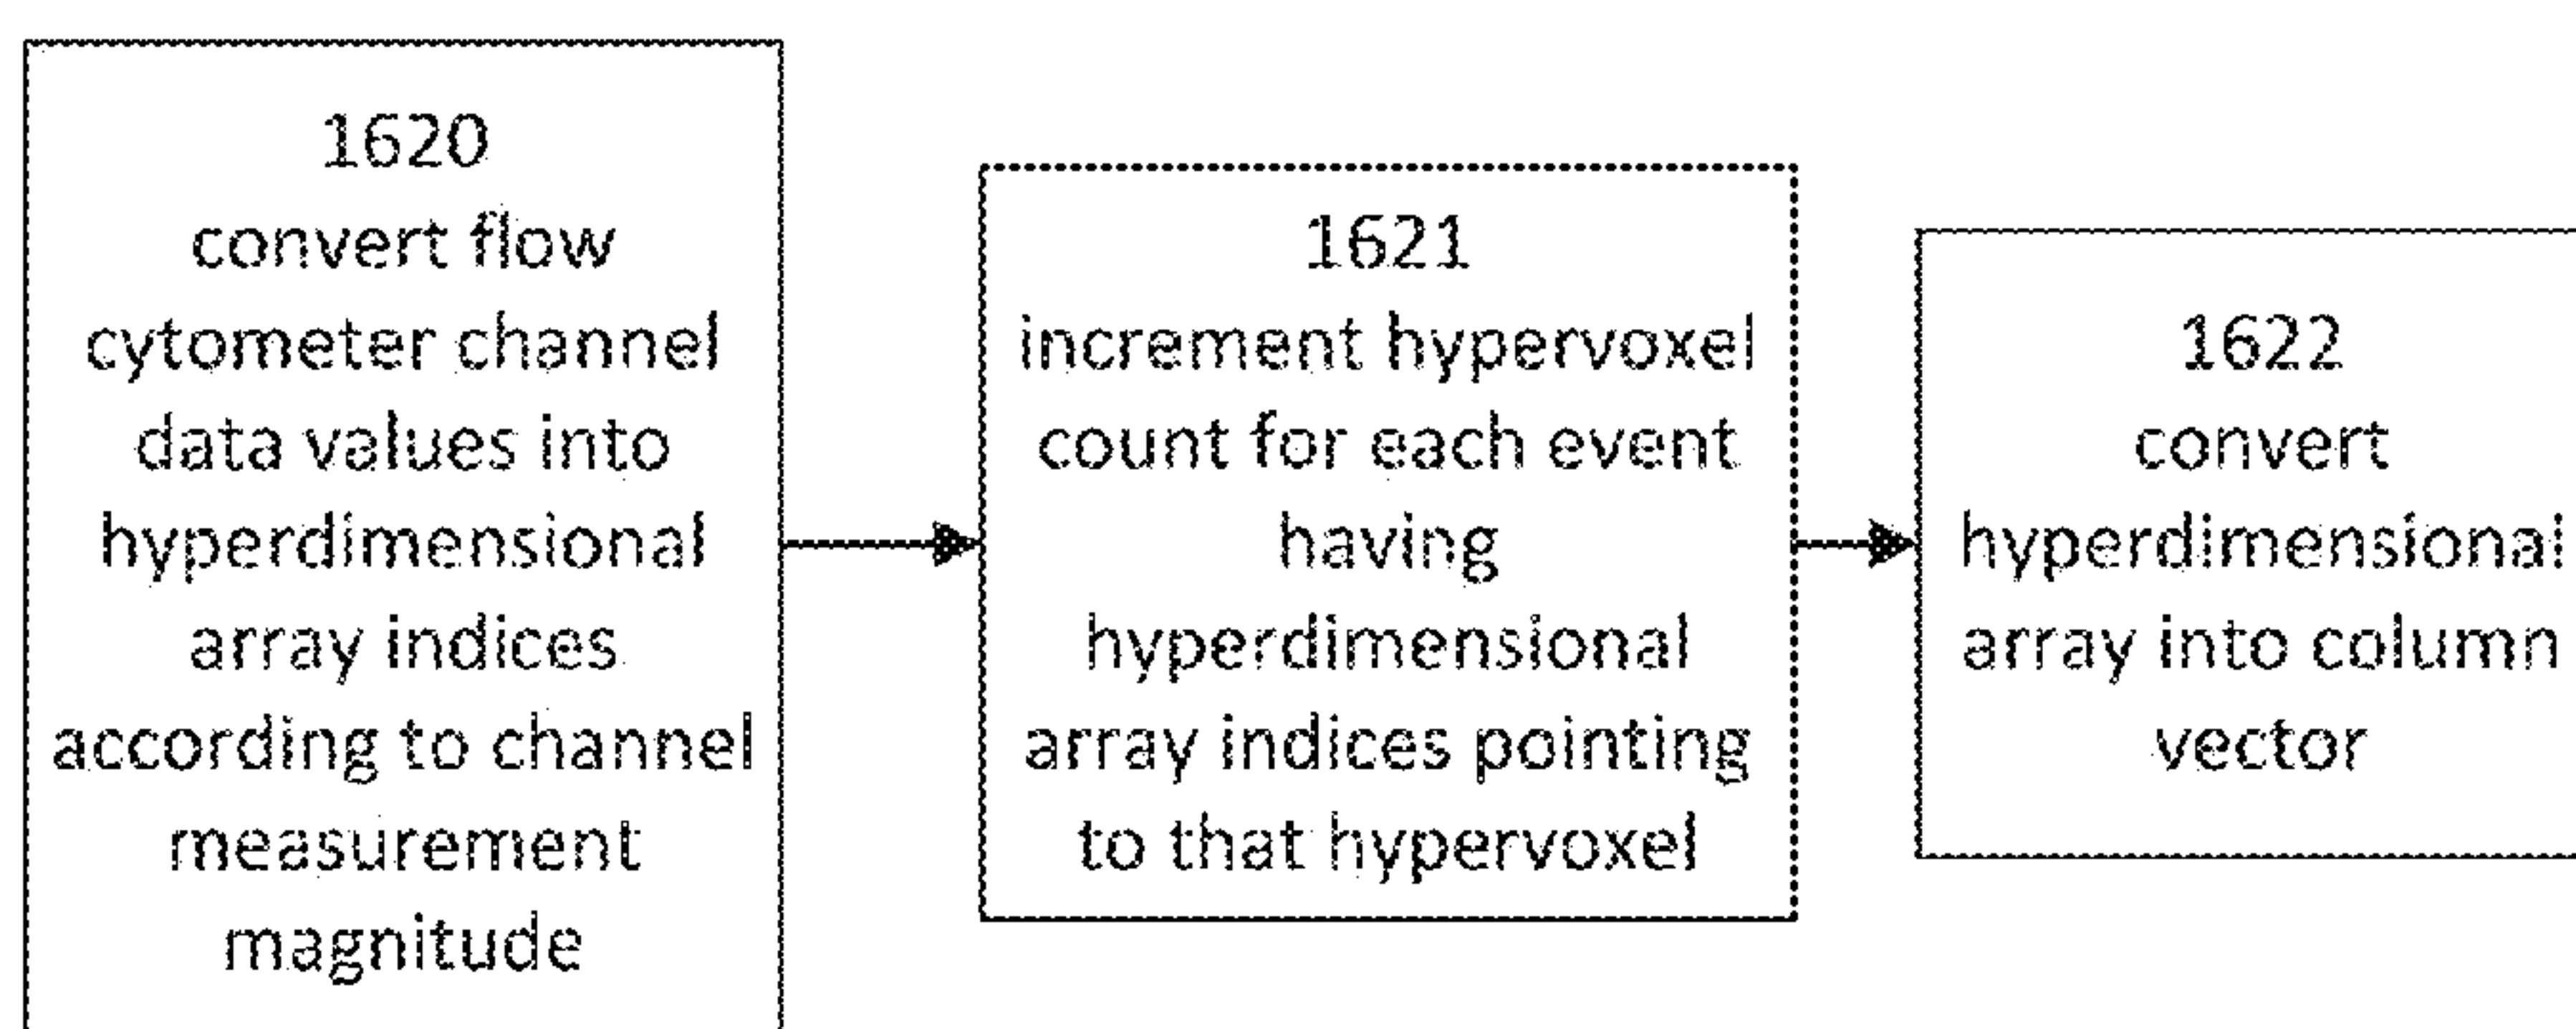 1620
convert flow
cytometer channel
data values into
hyperdimensional
array indices
according to channel
measurement
magnitude
1621
increment hypervoxel
count for each event
having
hyperdimensional
array indices pointing
to that hypervoxel
1622
convert
hyperdimensional
array into column
vector